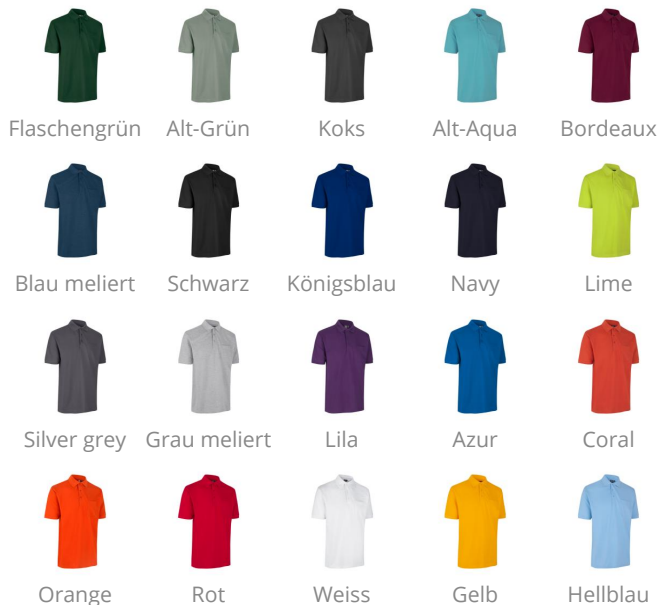 Flaschengrün Alt-Grün Koks Alt-Aqua Bordeaux
Blau meliert Schwarz Königsblau Navy Lime
Silver grey Grau meliert Lila Azur Coral
Orange Rot Weiss Gelb Hellblau